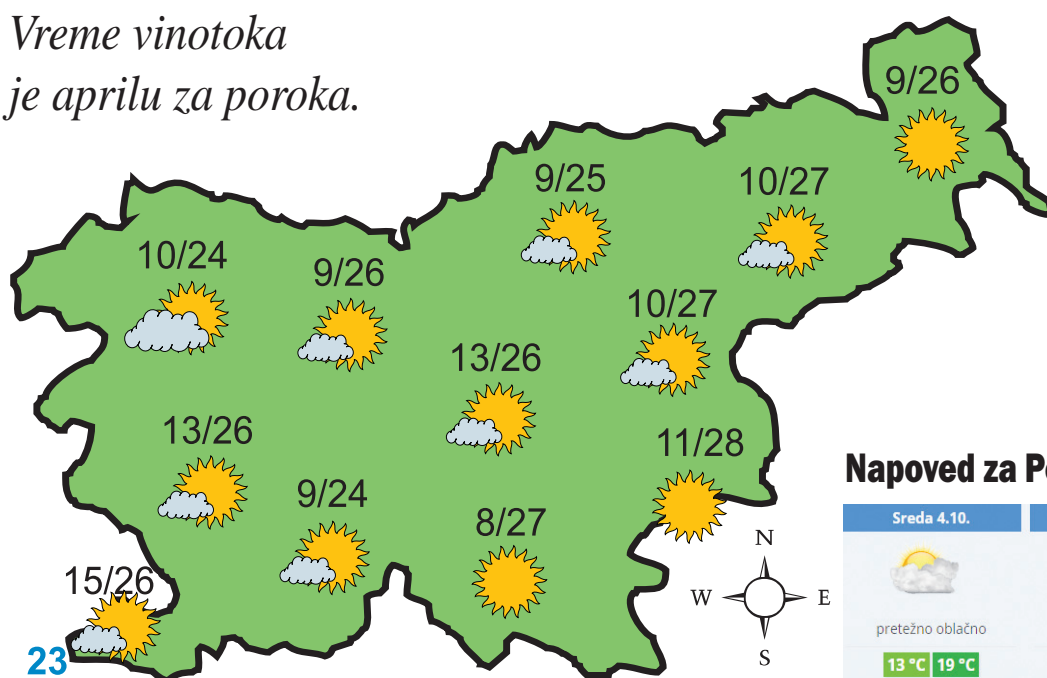 Vreme vinotoka
je aprilu za poroka.
9/26
9/25
10/27
10/24
9/26
10/27
13/26
13/26
11/28
9/24
8/27
15/26
23
N
W
E
S
Napoved za
Sreda 4.10.
pretežno oblačno
13 °C 19 °C